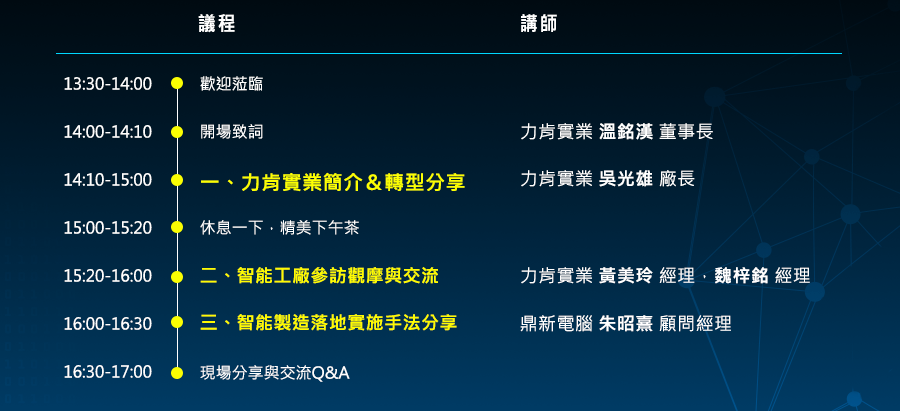 議程 講師
13:30-14:00 歡迎蒞臨
14:00-14:10 開場致詞 力肯實業 溫銘漢 董事長
14:10-15:00 一、力肯實業簡介＆轉型分享 力肯實業 吳光雄 廠長
15:00-15:20 休息一下，精美下午茶
15:20-16:00 二、智能工廠參訪觀摩與交流 力肯實業 黃美玲 經理，魏梓銘 經理
16:00-16:30 三、智能製造落地實施手法分享 鼎新電腦 朱昭熹 顧問經理
16:30-17:00 現場分享與交流Q&A